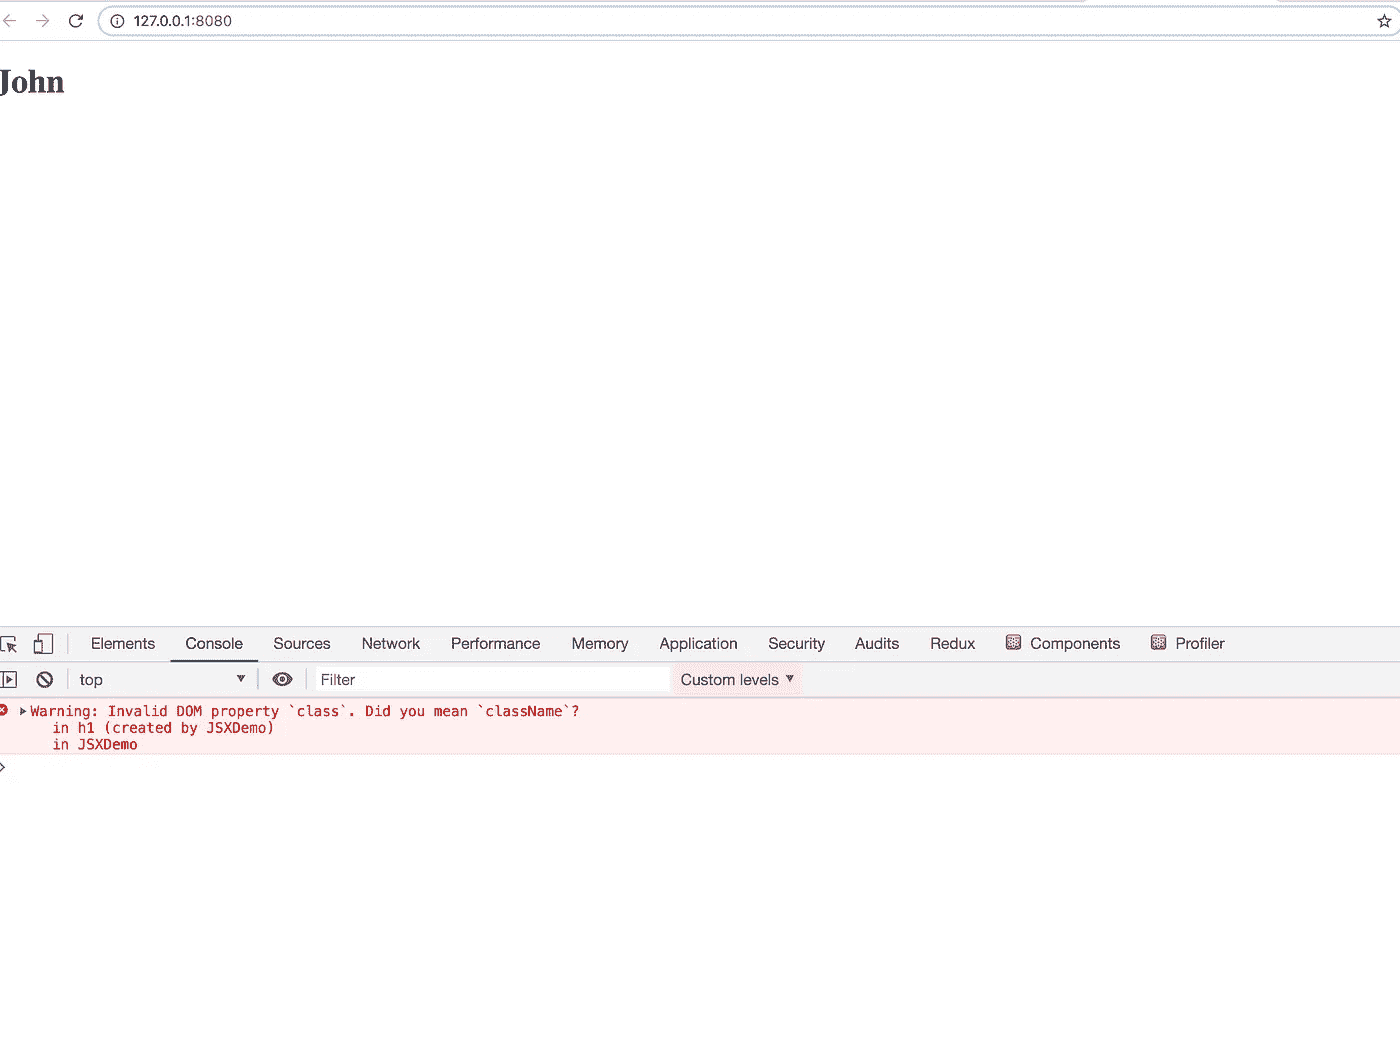 127.0.0.1:8080
John
Elements Console Sources Network Performance Memory Application Security Audits Redux Components Profiler
top Filter Custom levels
Warning: Invalid DOM property `class`. Did you mean `className`?
in h1 (created by JSXDemo)
in JSXDemo